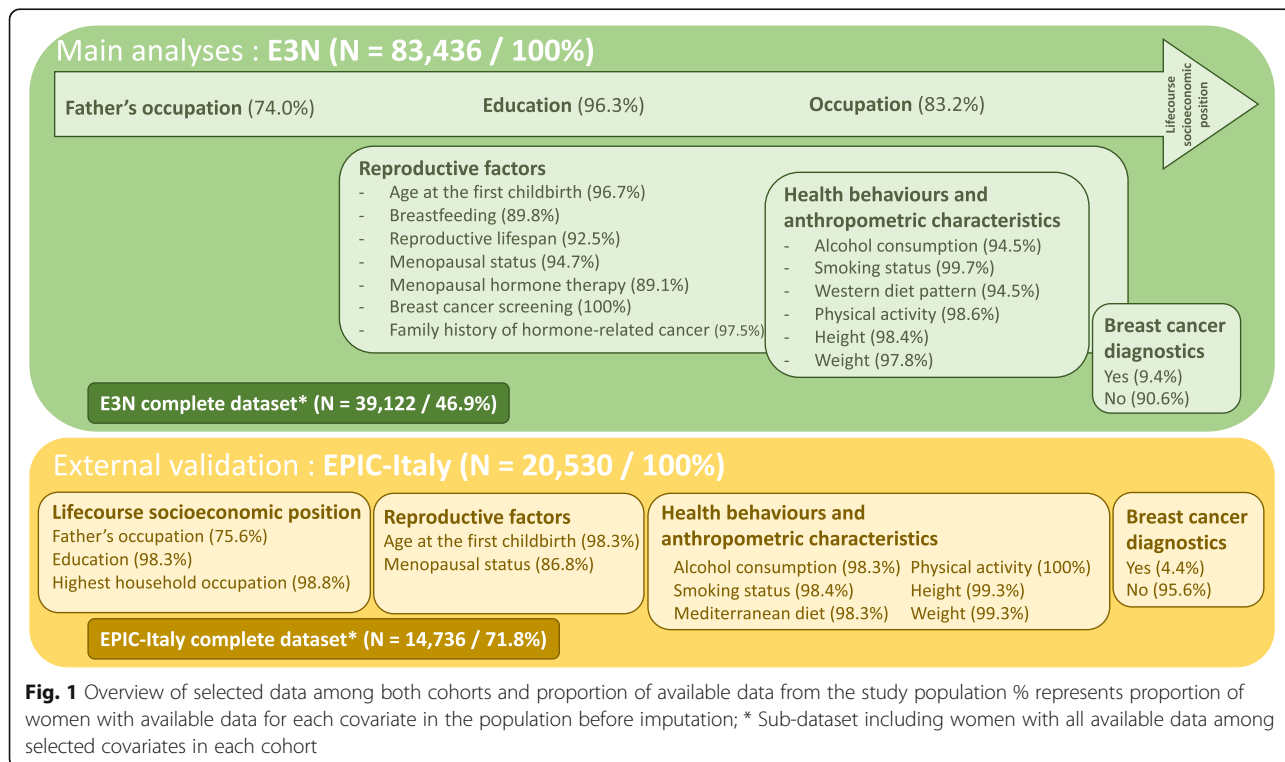 Main analyses : E3N (N = 83,436 / 100%)
Father's occupation (74.0%)
Education (96.3%)
Occupation (83.2%)
Lifecourse
socioeconomic
position
Reproductive factors
- Age at the first childbirth (96.7%)
- Breastfeeding (89.8%)
- Reproductive lifespan (92.5%)
- Menopausal status (94.7%)
- Menopausal hormone therapy (89.1%)
- Breast cancer screening (100%)
- Family history of hormone-related cancer (97.5%)
Health behaviours and
anthropometric characteristics
- Alcohol consumption (94.5%)
- Smoking status (99.7%)
- Western diet pattern (94.5%)
- Physical activity (98.6%)
- Height (98.4%)
- Weight (97.8%)
Breast cancer
diagnostics
Yes (9.4%)
No (90.6%)
E3N complete dataset* (N = 39,122 / 46.9%)
External validation : EPIC-Italy (N = 20,530 / 100%)
Lifecourse socioeconomic position
Father's occupation (75.6%)
Education (98.3%)
Highest household occupation (98.8%)
Reproductive factors
Age at the first childbirth (98.3%)
Menopausal status (86.8%)
Health behaviours and
anthropometric characteristics
Alcohol consumption (98.3%) Physical activity (100%)
Smoking status (98.4%) Height (99.3%)
Mediterranean diet (98.3%) Weight (99.3%)
Breast cancer
diagnostics
Yes (4.4%)
No (95.6%)
EPIC-Italy complete dataset* (N = 14,736 / 71.8%)
Fig. 1 Overview of selected data among both cohorts and proportion of available data from the study population % represents proportion of
women with available data for each covariate in the population before imputation; * Sub-dataset including women with all available data among
selected covariates in each cohort